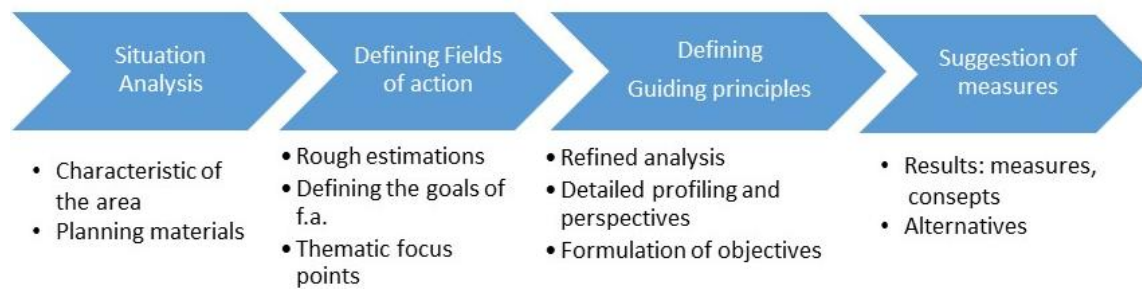 Situation
Analysis
Defining Fields
of action
Defining
Guiding principles
Suggestion of
measures
• Characteristic of
the area
• Planning materials
• Rough estimations
• Defining the goals of
f.a.
• Thematic focus
points
• Refined analysis
• Detailed profiling and
perspectives
• Formulation of objectives
• Results: measures,
consepts
• Alternatives